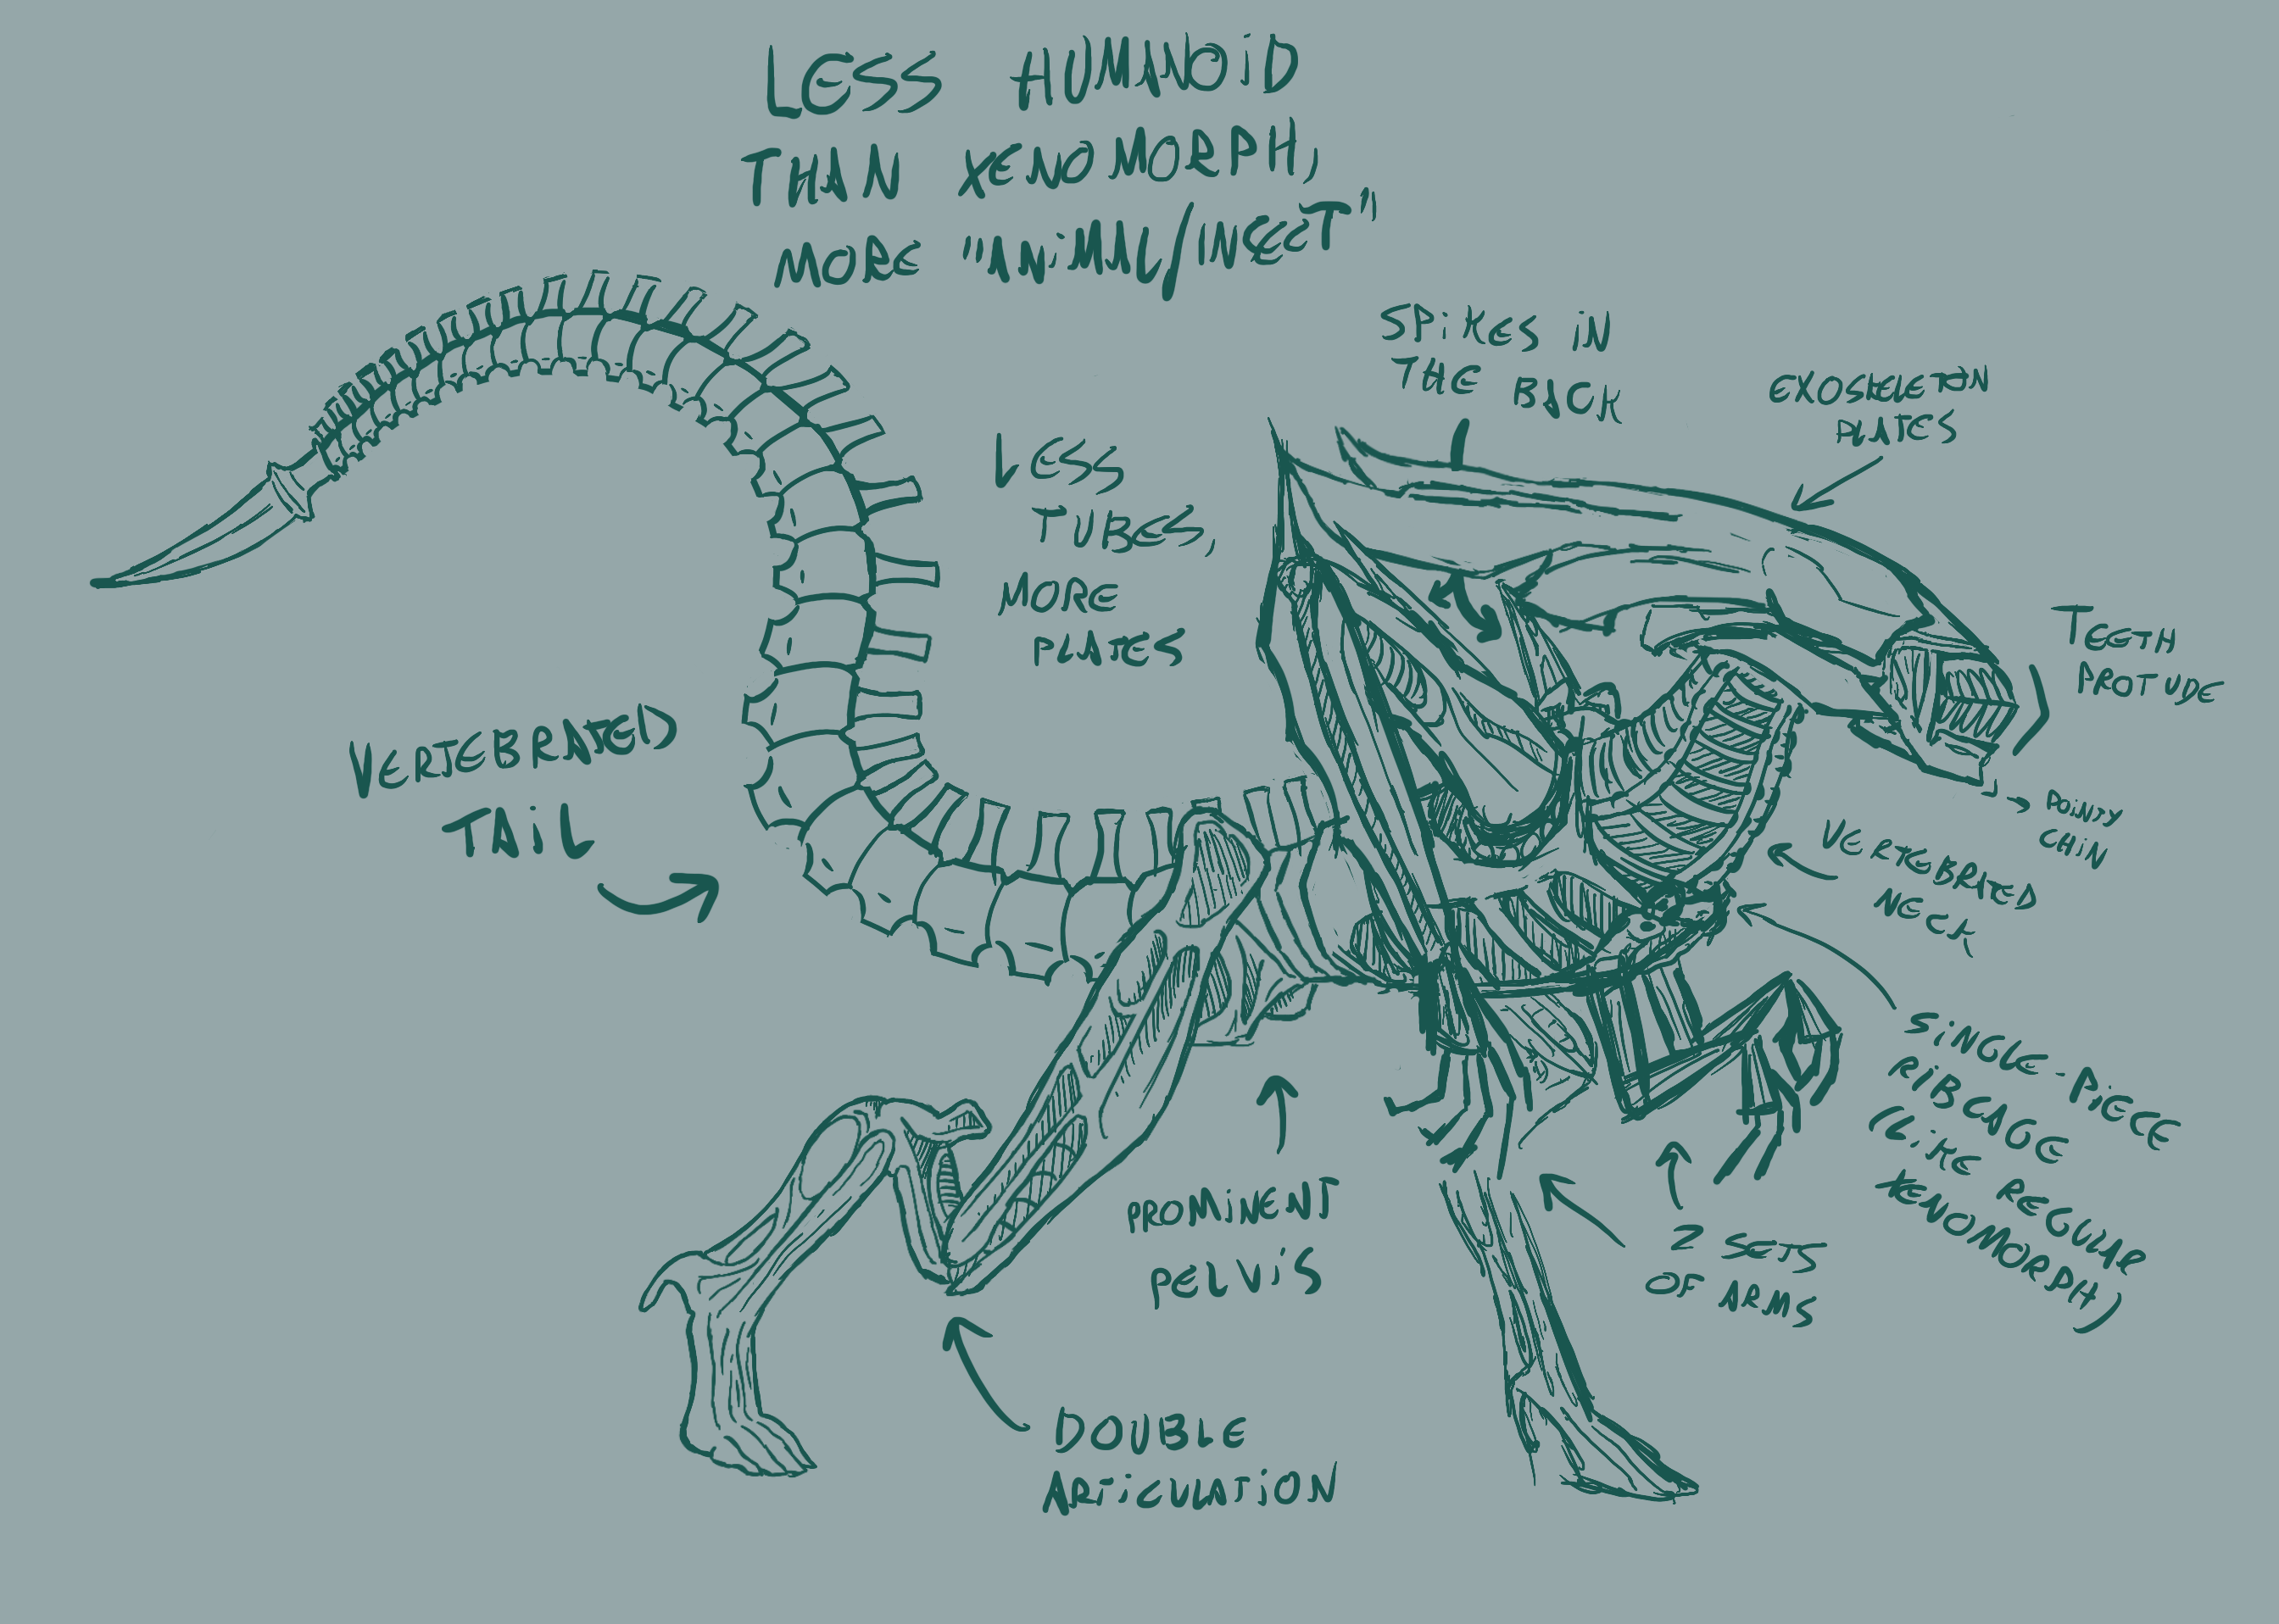 LESS HUMANOID
THAN XENOMORPH,
MORE "ANiMAL/INSECT"
SPiKES iN
THE BACK
EXOSKELETON
PLATES
LESS
TUBES,
MORE
PLATES
TEETH
PROTUDE
POiNTY
CHiN
VERTEBRATED
TAiL
VERTEBRATED
NECK
SiNGLE-PiECE
RiBCAGE
(LiKE REGULAR
XENOMORPH)
PROMiNENT
PELViS
2 SETS
OF ARMS
DOUBLE
ARTiCULATiON